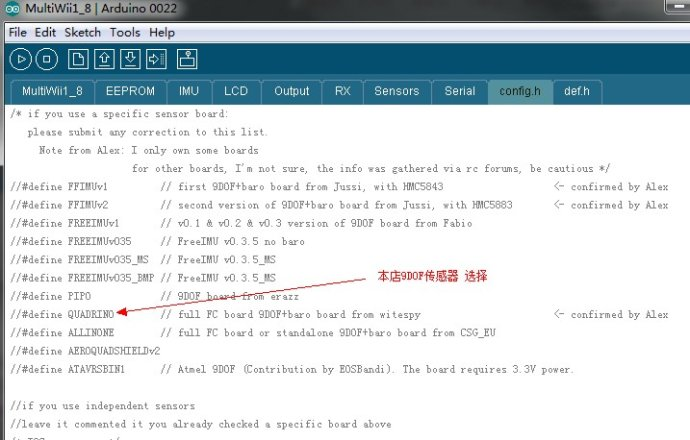 MultiWii1_8 | Arduino 0022
File Edit Sketch Tools Help
MultiWii1_8 EEPROM IMU LCD Output RX Sensors Serial config.h def.h
/* if you use a specific sensor board:
please submit any correction to this list.
Note from Alex: I only own some boards
for other boards, I'm not sure, the info was gathered via rc forums, be cautious */
//#define FFIMUv1 // first 9DOF+baro board from Jussi, with HMC5843 <- confirmed by Alex
//#define FFIMUv2 // second version of 9DOF+baro board from Jussi, with HMC5883 <- confirmed by Alex
//#define FREEIMUv1 // v0.1 & v0.2 & v0.3 version of 9DOF board from Fabio
//#define FREEIMUv035 // FreeIMU v0.3.5 no baro
//#define FREEIMUv035_MS // FreeIMU v0.3.5_MS
//#define FREEIMUv035_BMP // FreeIMU v0.3.5_MS
本店9DOF传感器 选择
//#define PIPO // 9DOF board from erazz
//#define QUADRINO // full FC board 9DOF+baro board from witespy <- confirmed by Alex
//#define ALLINONE // full FC board or standalone 9DOF+baro board from CSG_EU
//#define AEROQUADSHIELDv2
//#define ATAVRSBIN1 // Atmel 9DOF (Contribution by EOSBandi). The board requires 3.3V power.
//if you use independent sensors
//leave it commented it you already checked a specific board above